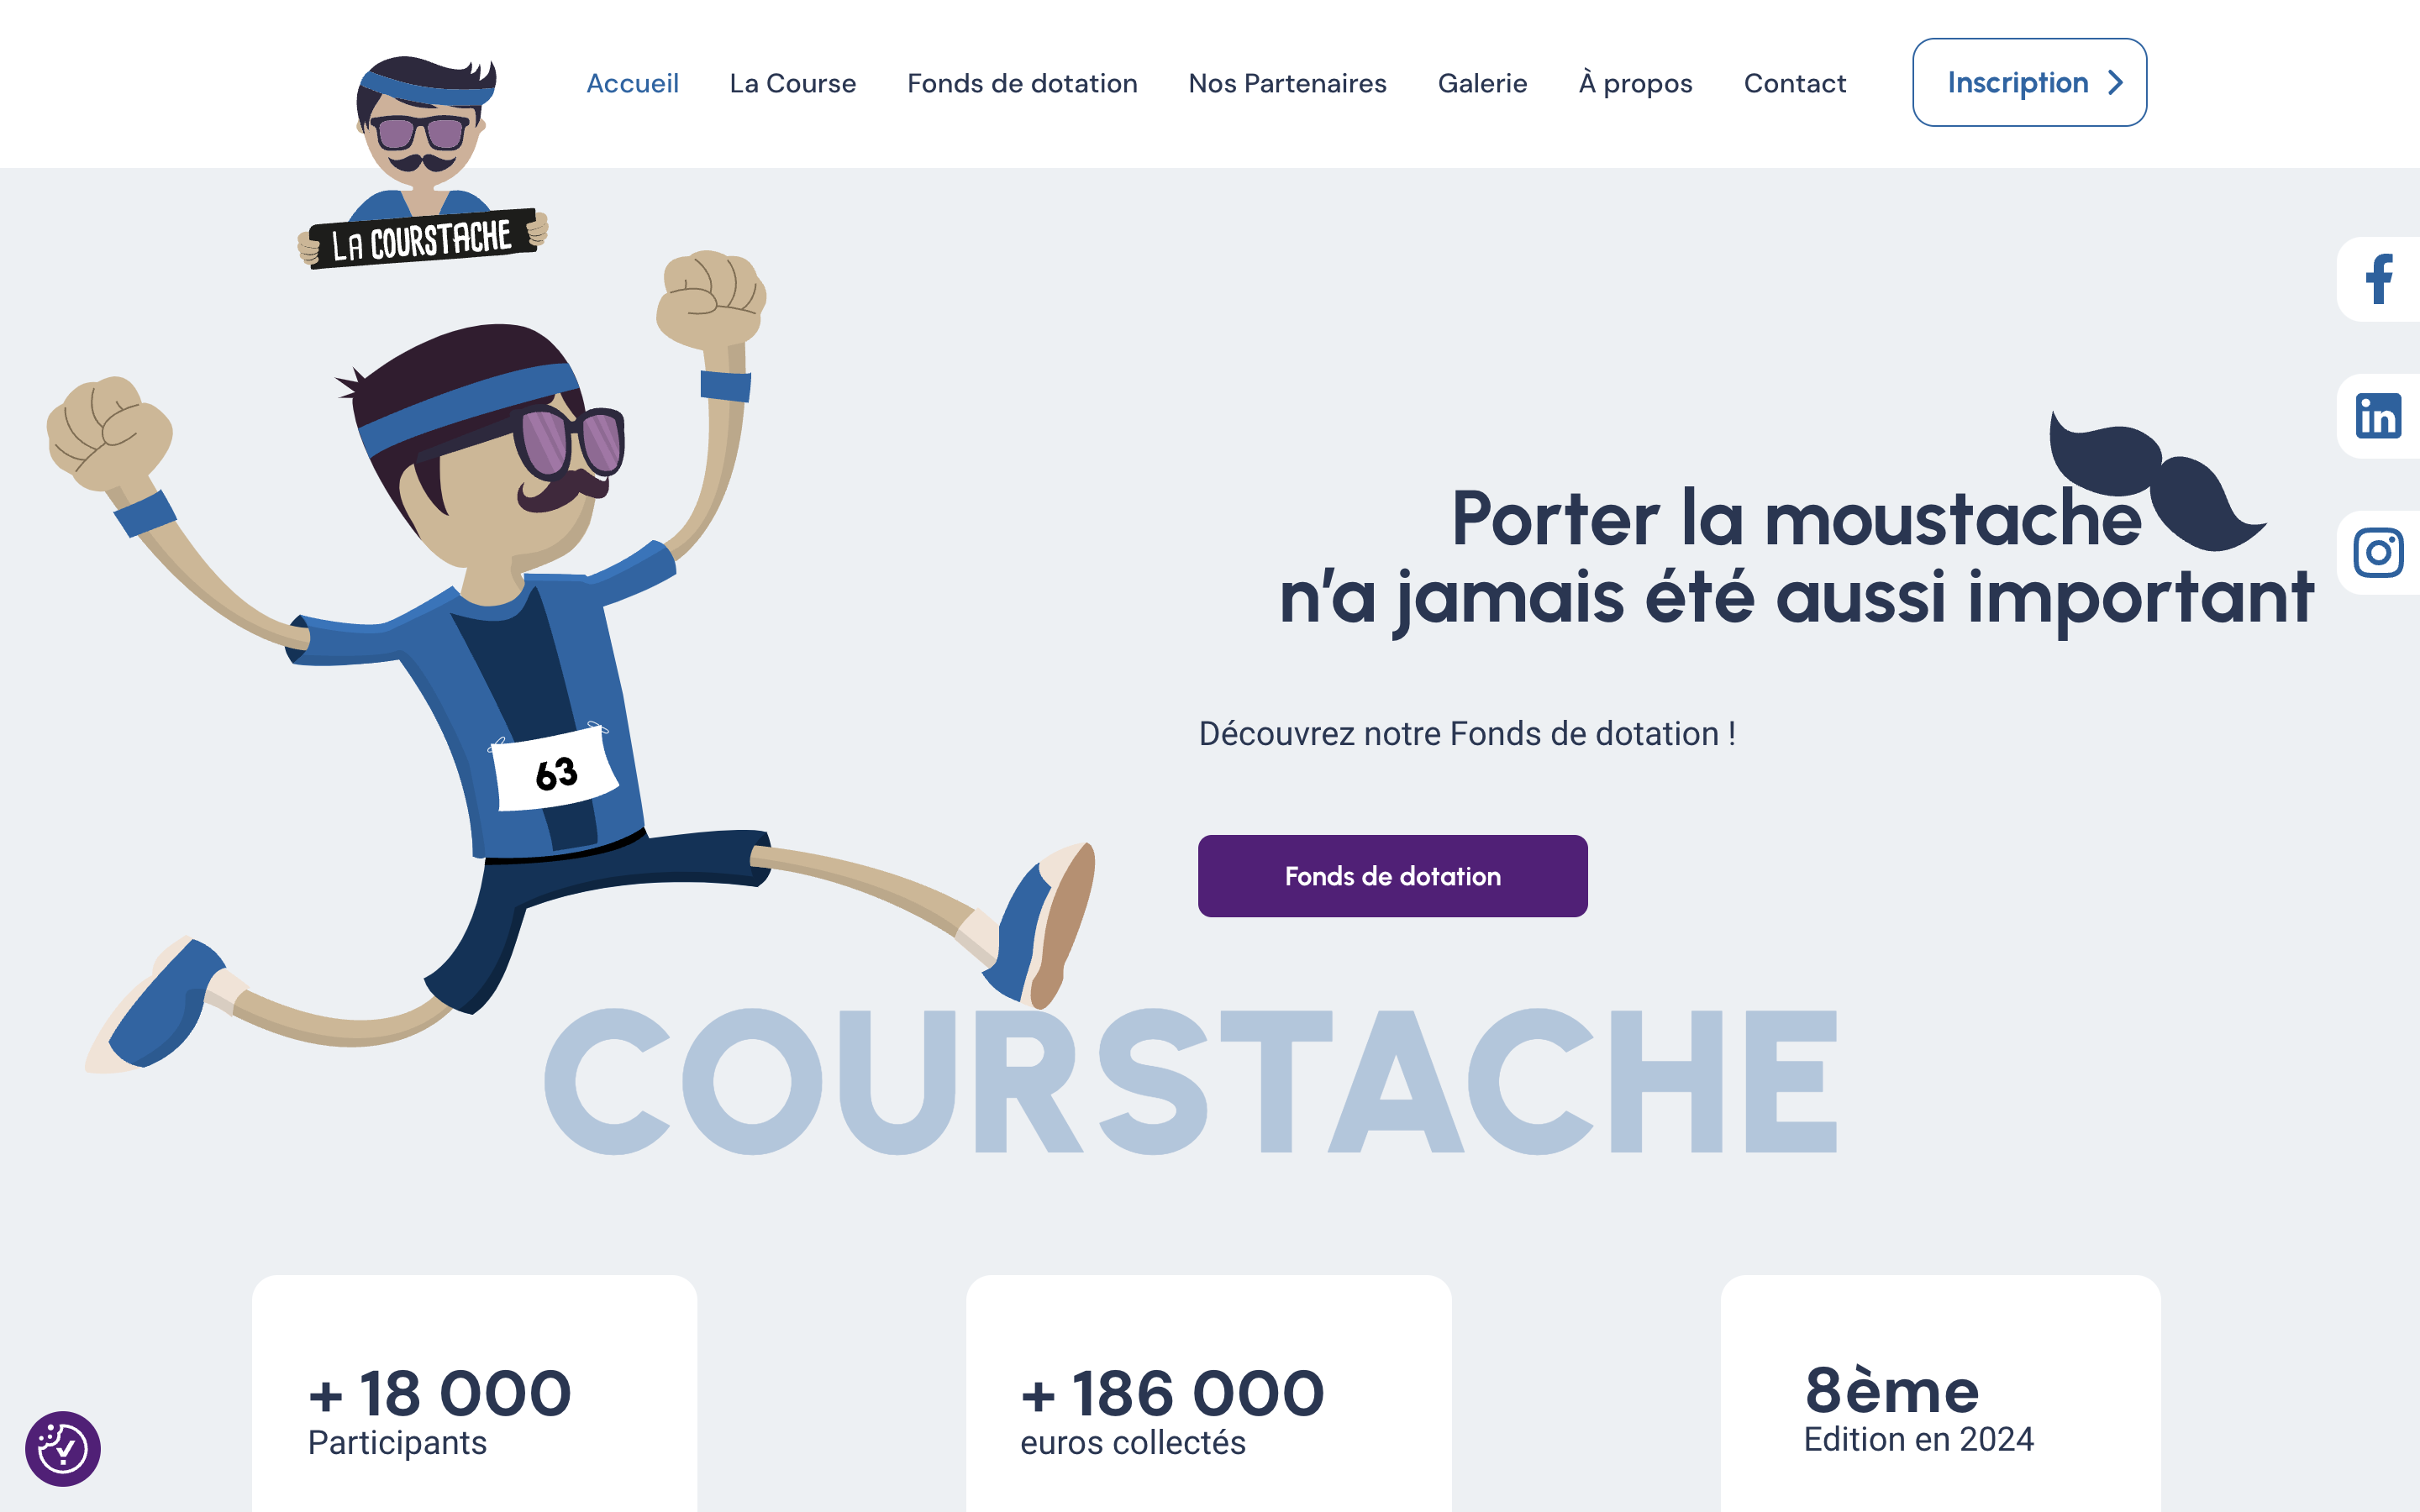 Accueil
La Course
Fonds de dotation
Nos Partenaires
Galerie
À propos
Contact
Inscription
LA COURSTACHE
Porter la moustache
n'a jamais été aussi important
Découvrez notre Fonds de dotation !
63
Fonds de dotation
COURSTACHE
+ 18 000
Participants
+ 186 000
euros collectés
8ème
Edition en 2024